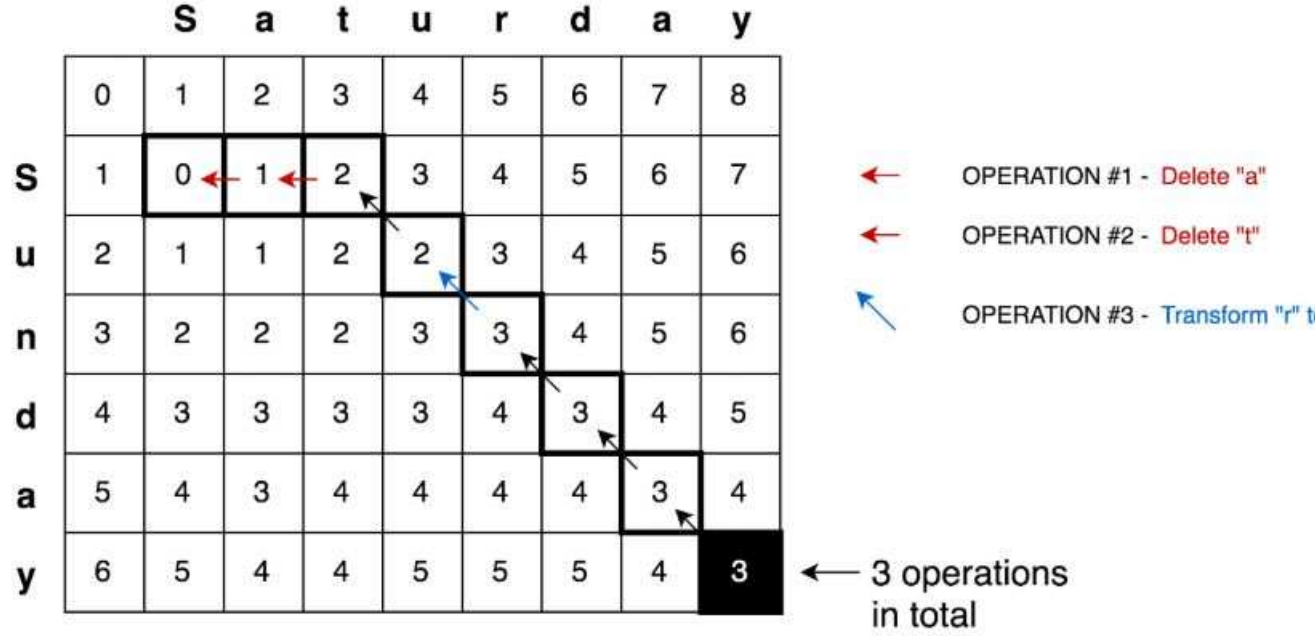 S a t u r d a y
0 1 2 3 4 5 6 7 8
S 1 0 1 2 3 4 5 6 7
OPERATION #1 - Delete "a"
u 2 1 1 2 2 3 4 5 6
OPERATION #2 - Delete "t"
n 3 2 2 2 3 3 4 5 6
OPERATION #3 - Transform "r"
d 4 3 3 3 3 4 3 4 5
a 5 4 3 4 4 4 4 3 4
y 6 5 4 4 5 5 5 4 3
3 operations
in total